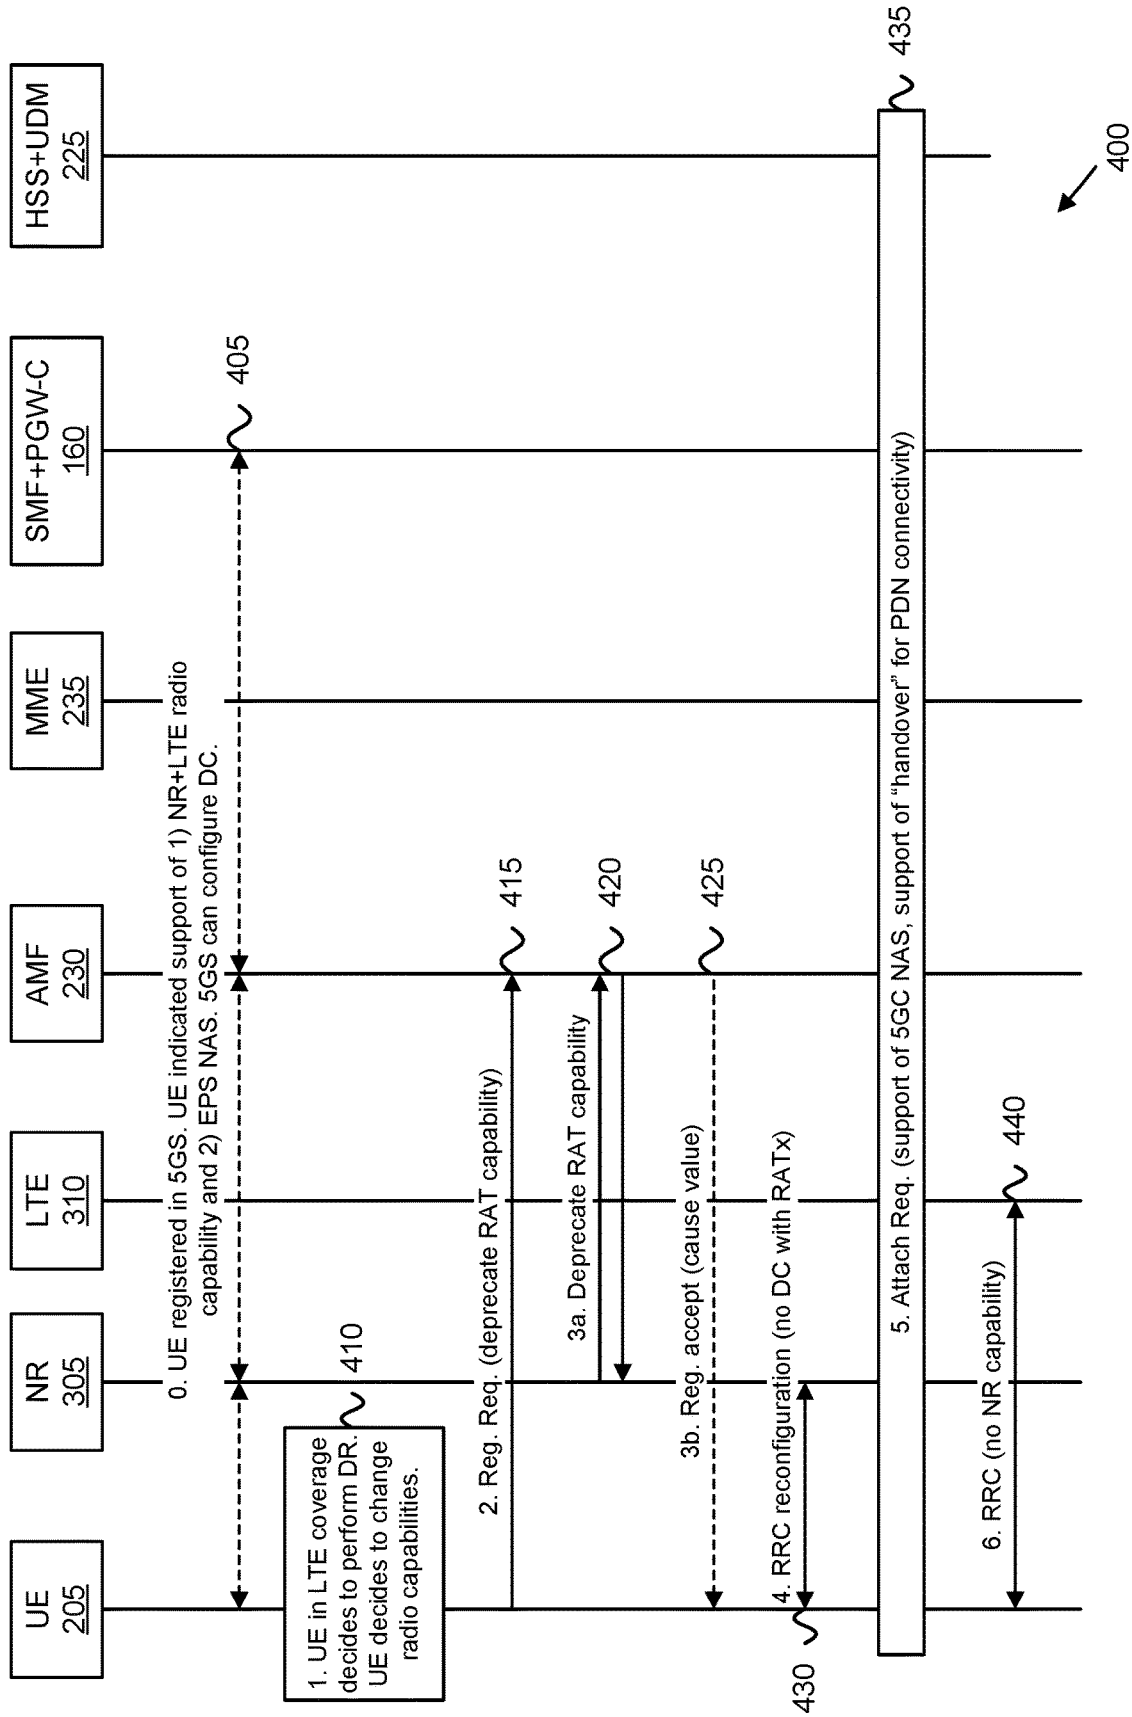 UE
205
NR
305
LTE
310
AMF
230
MME
235
SMF+PGW-C
160
HSS+UDM
225
0. UE registered in 5GS. UE indicated support of 1) NR+LTE radio
capability and 2) EPS NAS. 5GS can configure DC.
405
1. UE in LTE coverage
decides to perform DR.
UE decides to change
radio capabilities.
410
2. Reg. Req. (deprecate RAT capability)
415
3a. Deprecate RAT capability
420
3b. Reg. accept (cause value)
425
4. RRC reconfiguration (no DC with RATx)
430
5. Attach Req. (support of 5GC NAS, support of “handover” for PDN connectivity)
435
6. RRC (no NR capability)
440
400